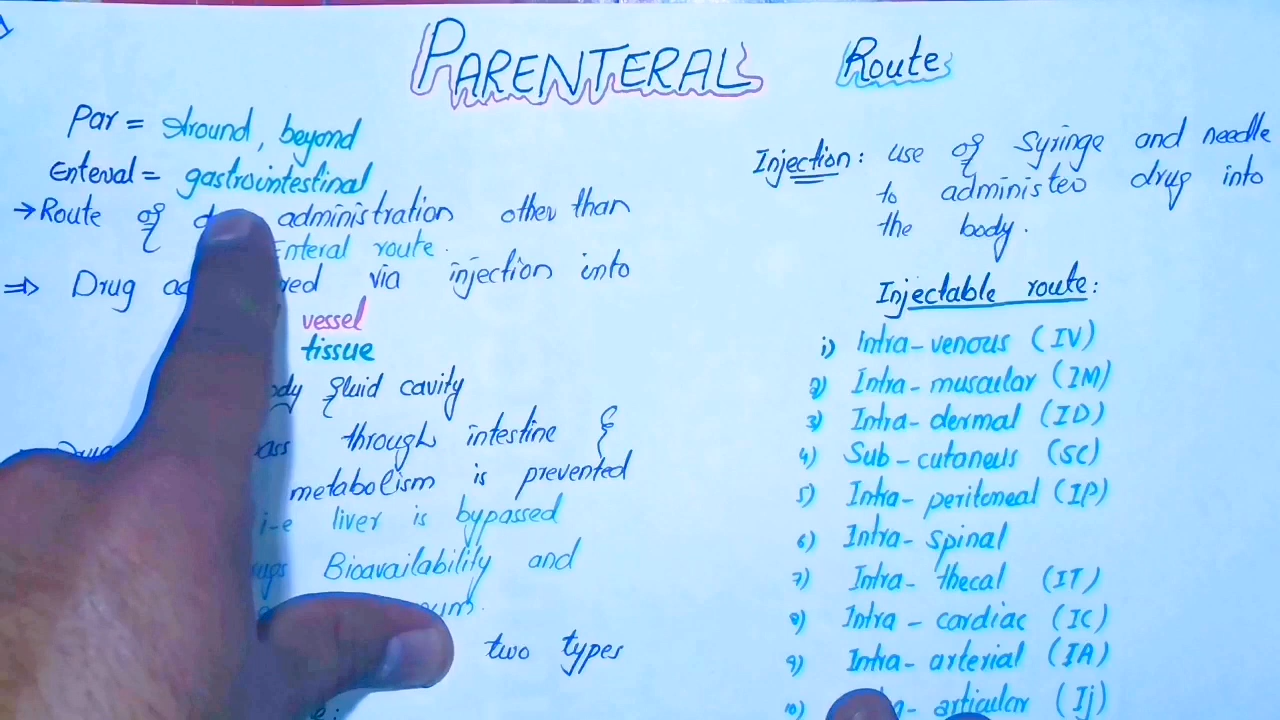 PARENTERAL Route
Par = around, beyond
Enteral = gastrointestinal
→ Route of administration other than
Enteral route.
⇒ Drug via injection into
vessel
tissue
fluid cavity
through intestine &
metabolism is prevented
i-e liver is bypassed
Bioavailability and
two types
Injection: use of syringe and needle
to administer drug into
the body.
Injectable route:
1) Intra-venous (IV)
2) Intra-muscular (IM)
3) Intra-dermal (ID)
4) Sub-cutaneus (SC)
5) Intra-peritoneal (IP)
6) Intra-spinal
7) Intra-thecal (IT)
8) Intra-cardiac (IC)
9) Intra-arterial (IA)
10) articular (Ij)